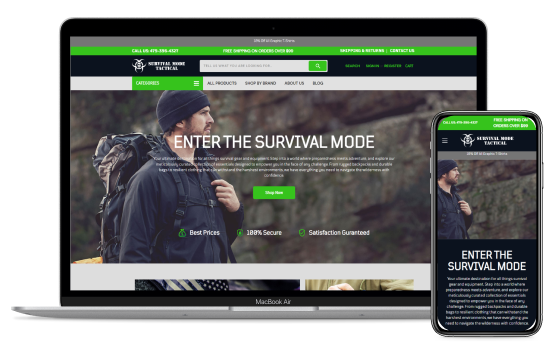 15% Off All Graphic T-Shirts
CALL US: 475-295-4327
FREE SHIPPING ON ORDERS OVER $99
SHIPPING & RETURNS | CONTACT US
SURVIVAL MODE
TACTICAL
TELL US WHAT YOU ARE LOOKING FOR...
SEARCH SIGN IN REGISTER CART
CATEGORIES
ALL PRODUCTS SHOP BY BRAND ABOUT US BLOG
ENTER THE SURVIVAL MODE
Your ultimate destination for all things survival gear and equipment. Step into a world where preparedness meets adventure, and explore our
meticulously curated collection of essentials designed to empower you in the face of any challenge. From rugged backpacks and durable
bags to resilient clothing that can withstand the harshest environments, we have everything you need to navigate the wilderness with
confidence.
Shop Now
Best Prices
100% Secure
Satisfaction Guranteed
MacBook Air
CALL US: 475-295-4327
FREE SHIPPING ON
ORDERS OVER $99
SURVIVAL MODE
TACTICAL
15% Off All Graphic T-Shirts
ENTER THE
SURVIVAL MODE
Your ultimate destination for all things survival
gear and equipment. Step into a world where
preparedness meets adventure, and explore our
meticulously curated collection of essentials
designed to empower you in the face of any
challenge. From rugged backpacks and durable
bags to resilient clothing that can withstand the
harshest environments, we have everything you
need to navigate the wilderness with confidence.